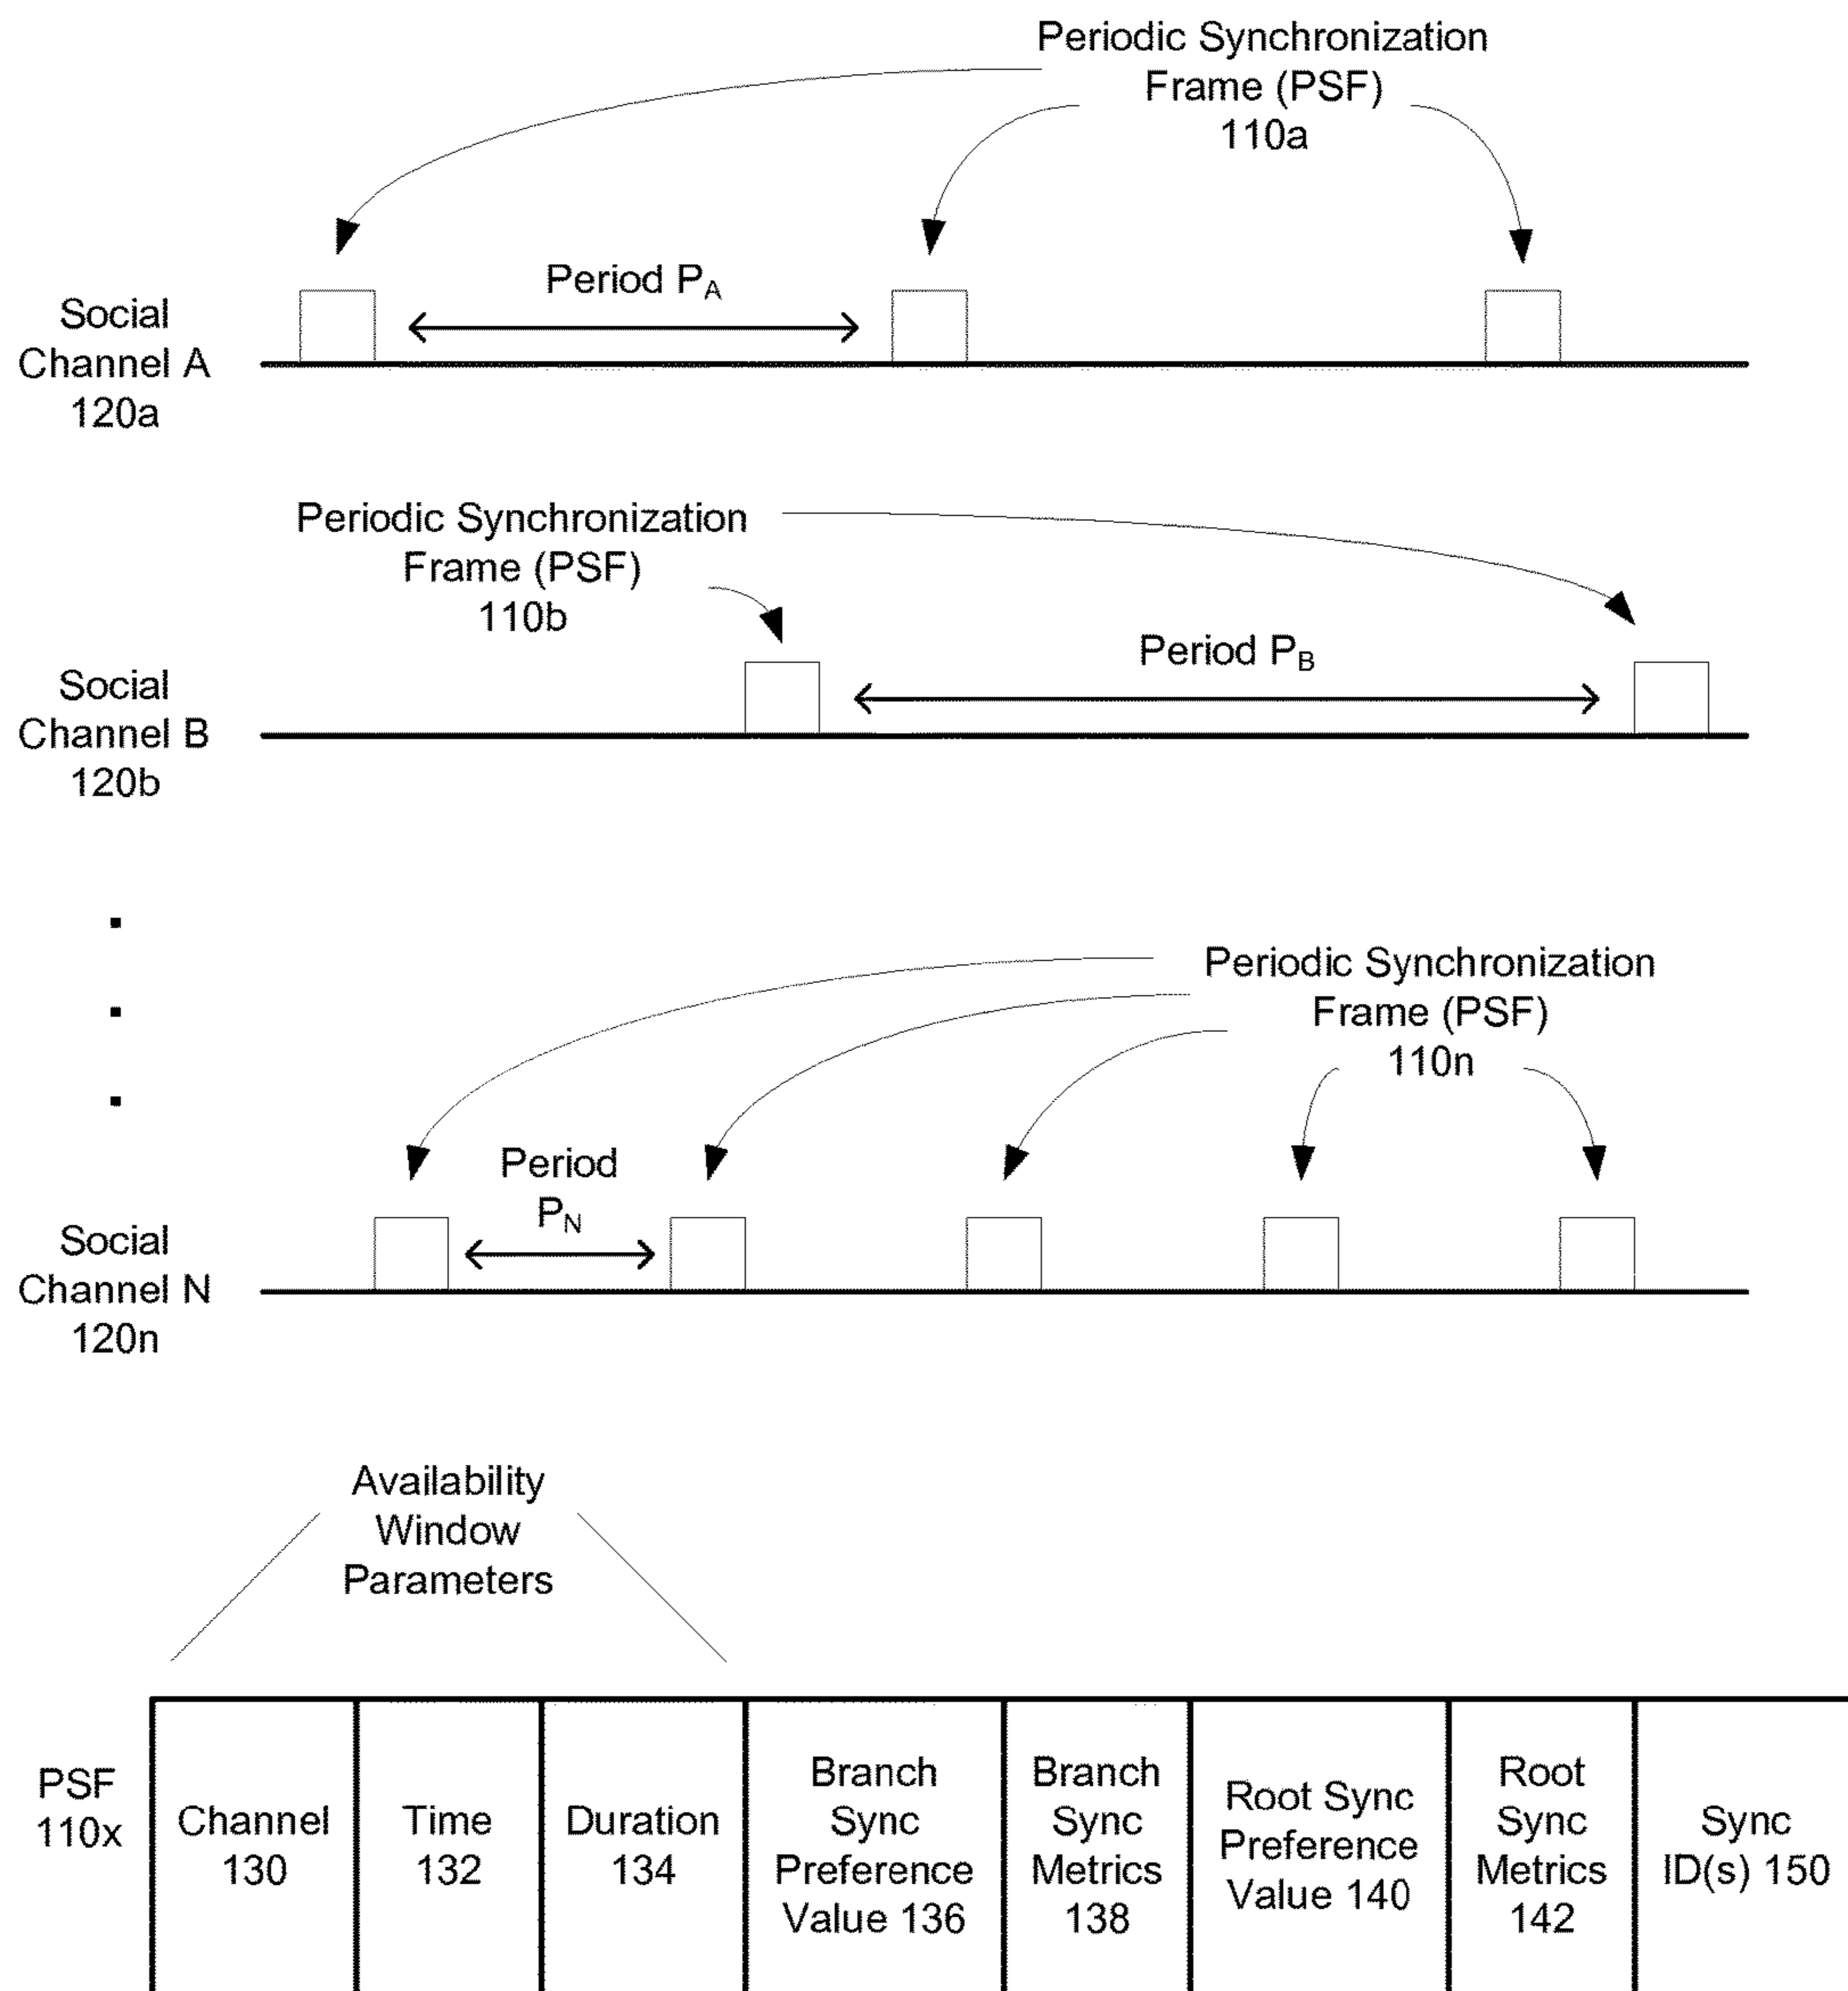 Periodic Synchronization
Frame (PSF)
110a
Period PA
Social
Channel A
120a
Periodic Synchronization
Frame (PSF)
110b
Period PB
Social
Channel B
120b
Periodic Synchronization
Frame (PSF)
110n
Period
PN
Social
Channel N
120n
Availability
Window
Parameters
PSF
110x
Channel
130
Time
132
Duration
134
Branch
Sync
Preference
Value 136
Branch
Sync
Metrics
138
Root Sync
Preference
Value 140
Root
Sync
Metrics
142
Sync
ID(s) 150